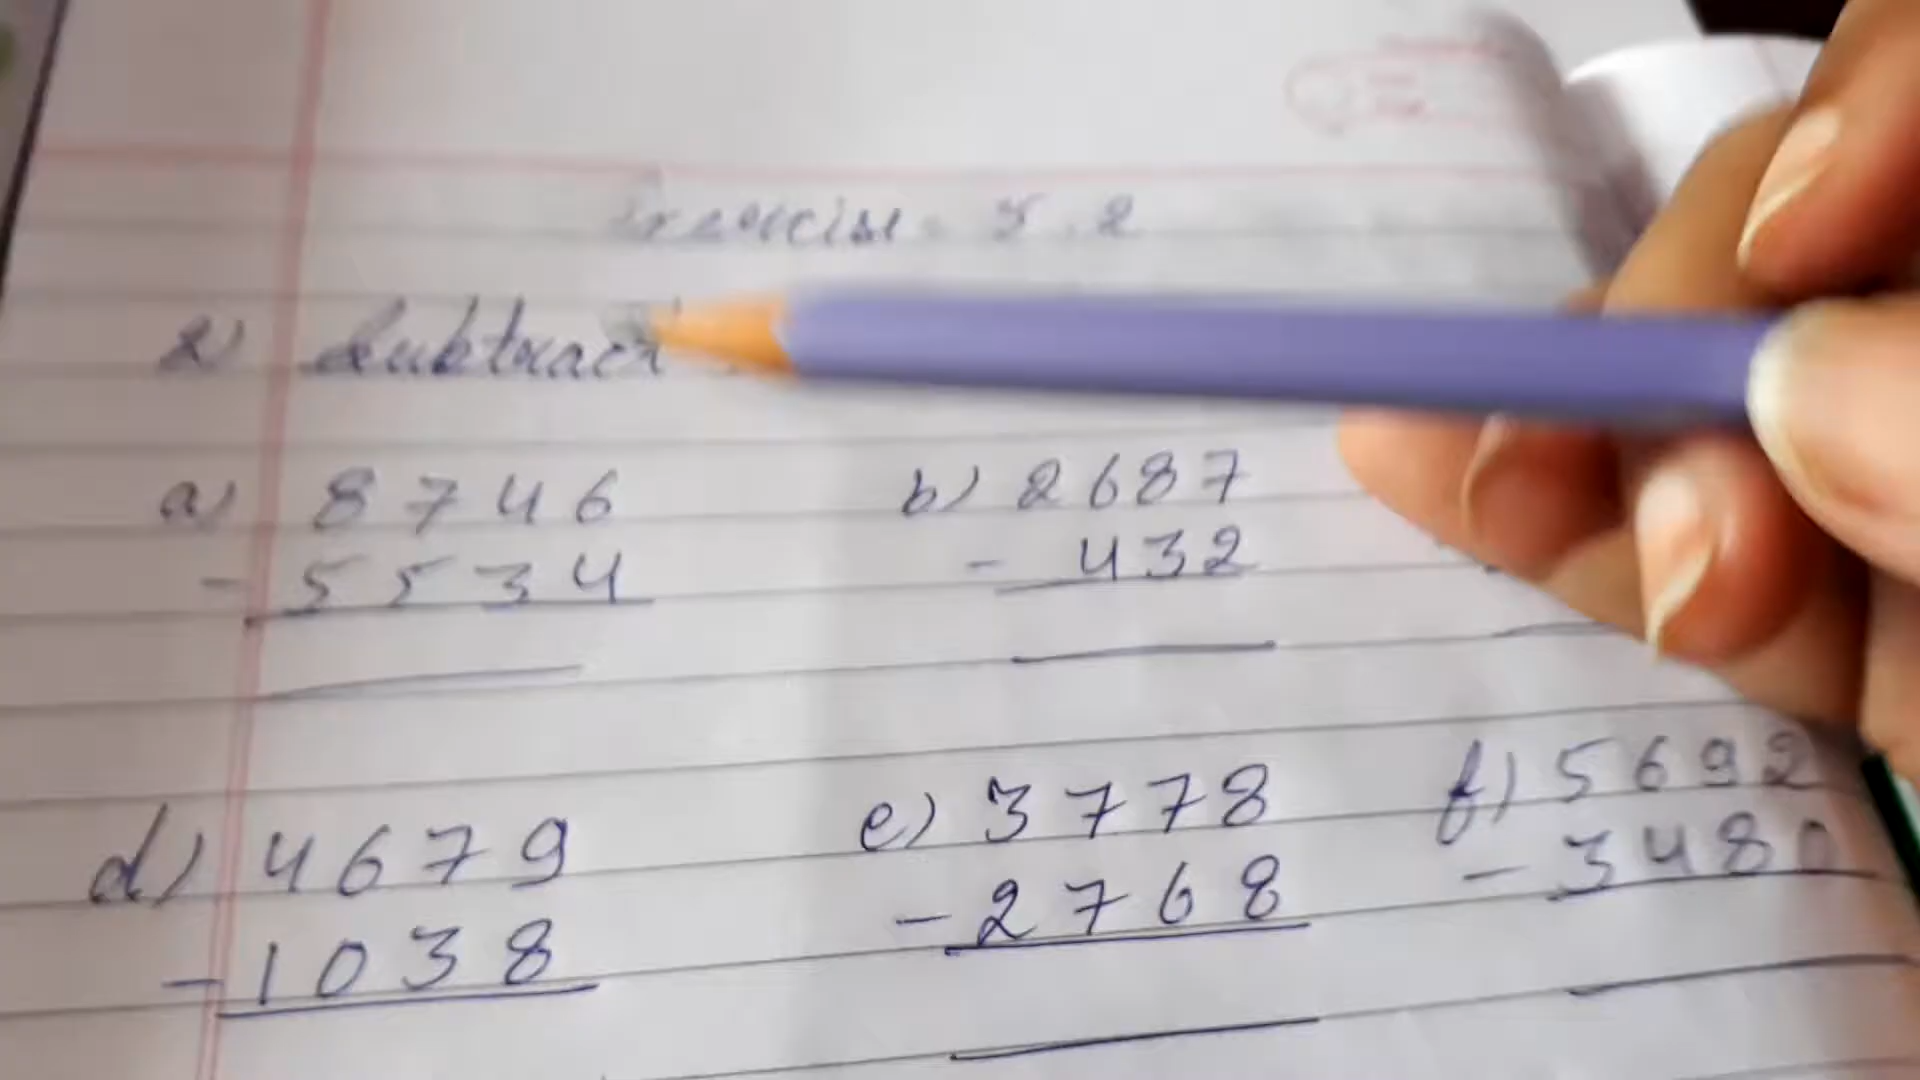 Exercise - 5.2
2) Subtract
a) 8746
- 5534
b) 2687
- 432
d) 4679
- 1038
e) 3778
- 2768
f) 5692
- 3480